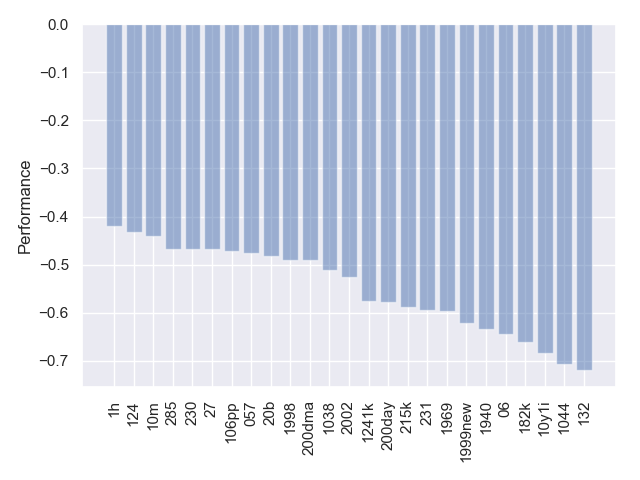 0.0
−0.1
−0.2
−0.3
−0.4
−0.5
−0.6
−0.7
Performance
1h
124
10m
285
230
27
106pp
057
20b
1998
200dma
1038
2002
1241k
200day
215k
231
1969
1999new
1940
06
182k
10y1i
1044
132